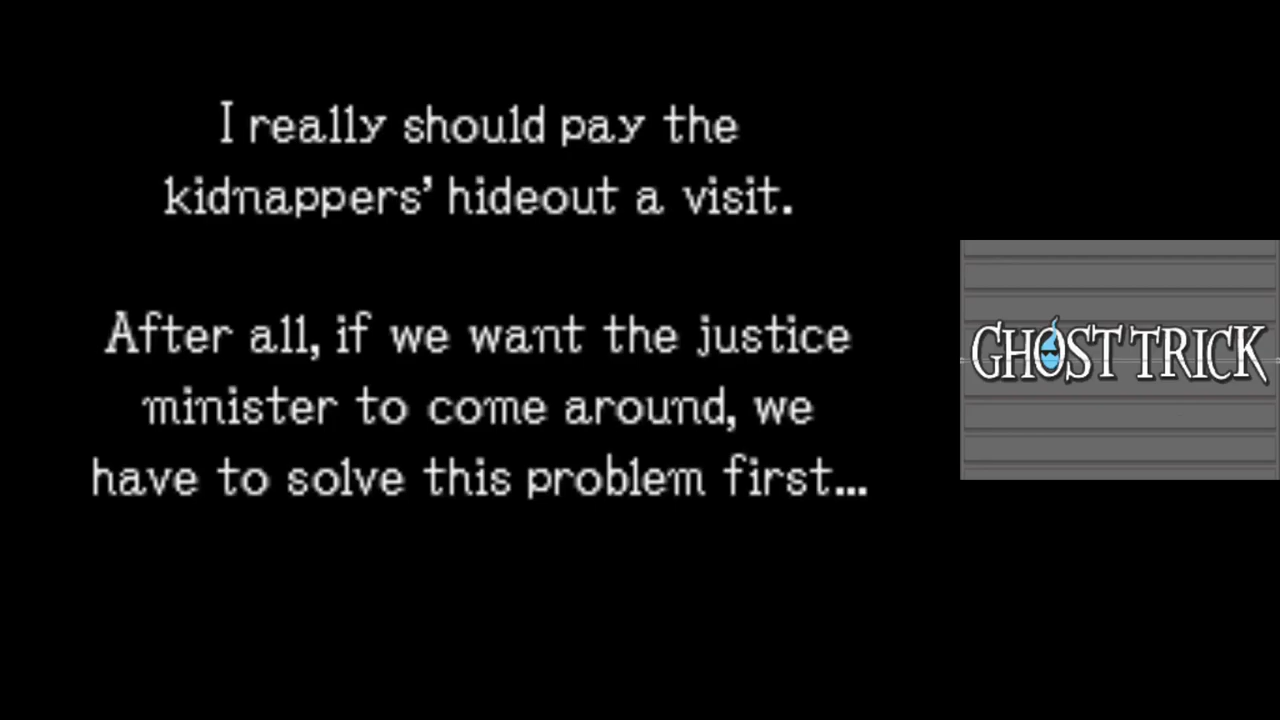 I really should pay the
kidnappers’ hideout a visit.
After all, if we want the justice
minister to come around, we
have to solve this problem first...
GHOST TRICK